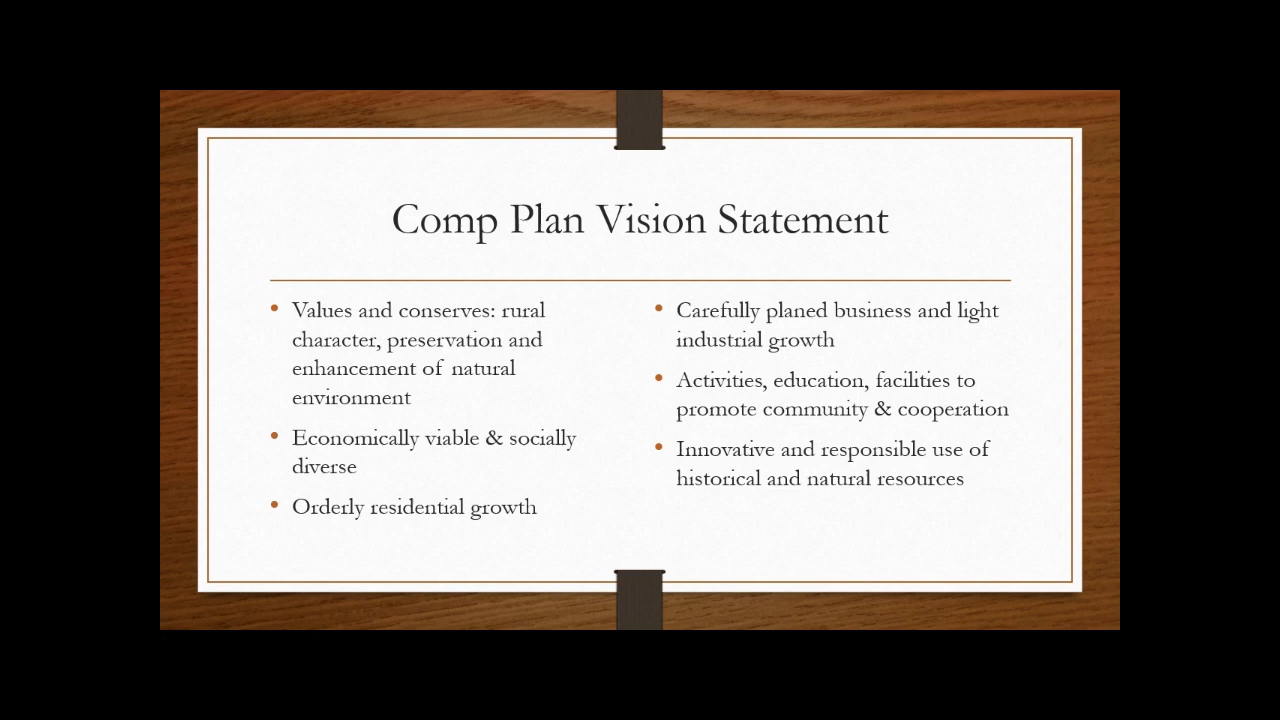 Comp Plan Vision Statement
• Values and conserves: rural
character, preservation and
enhancement of natural
environment
• Economically viable & socially
diverse
• Orderly residential growth
• Carefully planed business and light
industrial growth
• Activities, education, facilities to
promote community & cooperation
• Innovative and responsible use of
historical and natural resources